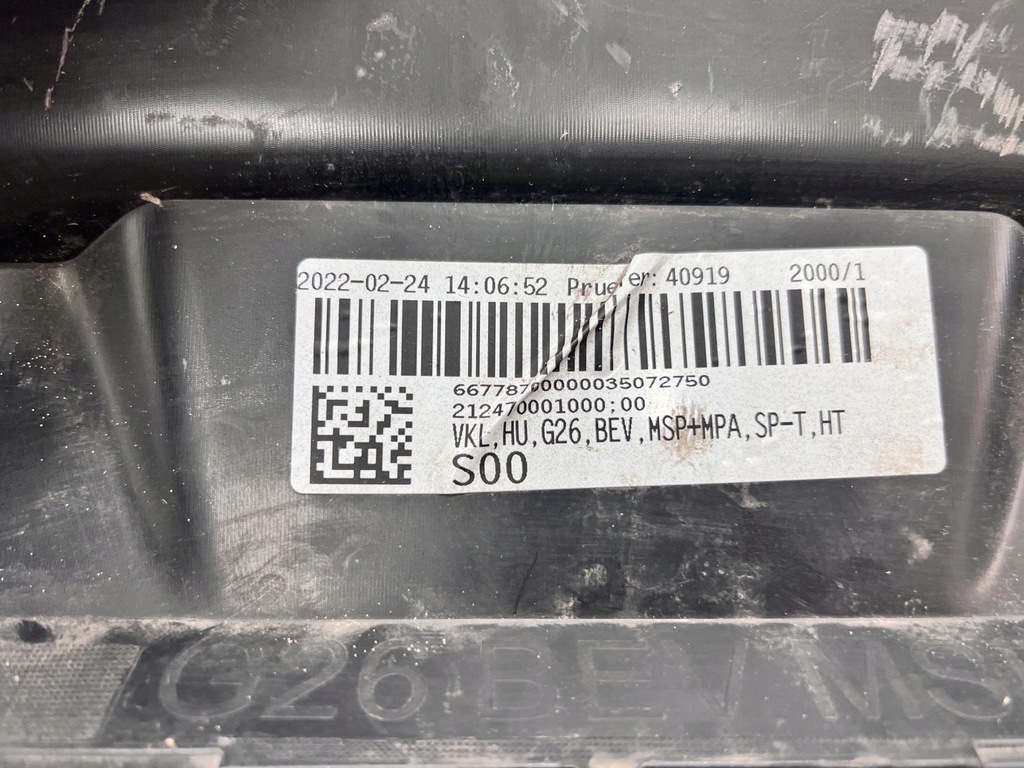 2022-02-24 14:06:52 Pruefer: 40919 2000/1
212470001000;00
VKL,HU,G26,BEV,MSP+MPA,SP-T,HT
S00
G26 BEV MS